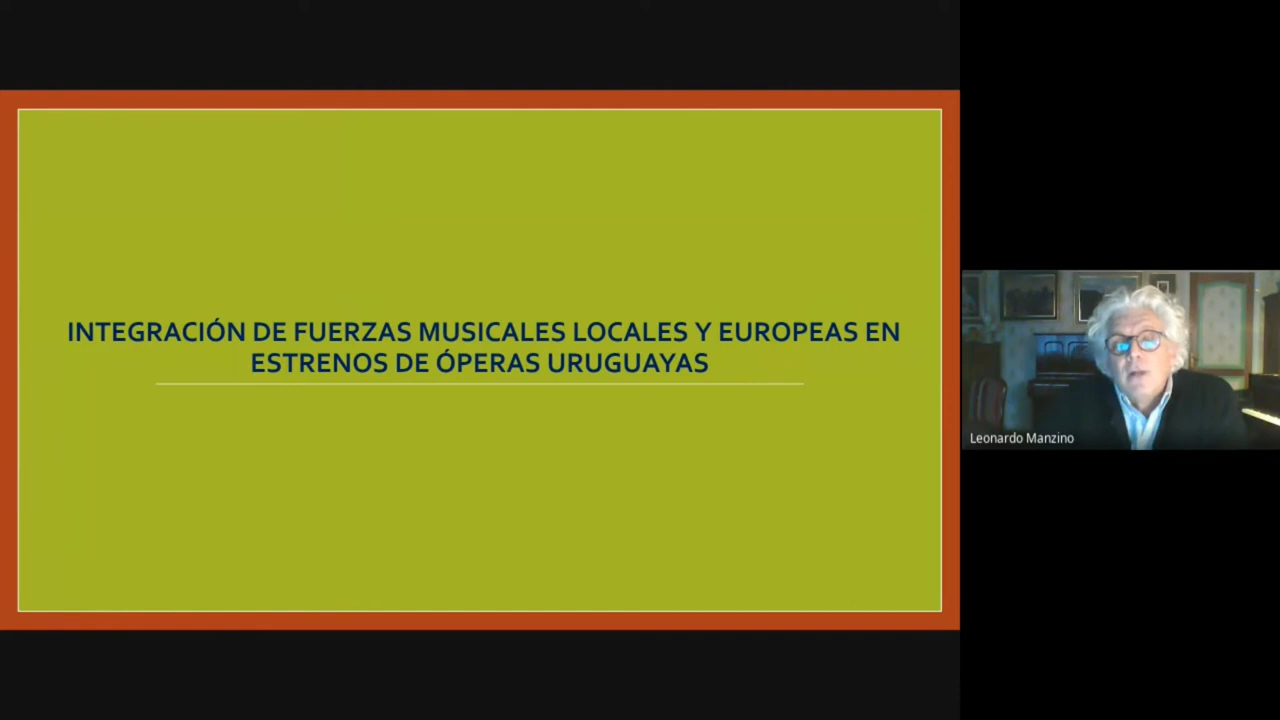 INTEGRACIÓN DE FUERZAS MUSICALES LOCALES Y EUROPEAS EN
ESTRENOS DE ÓPERAS URUGUAYAS
Leonardo Manzino